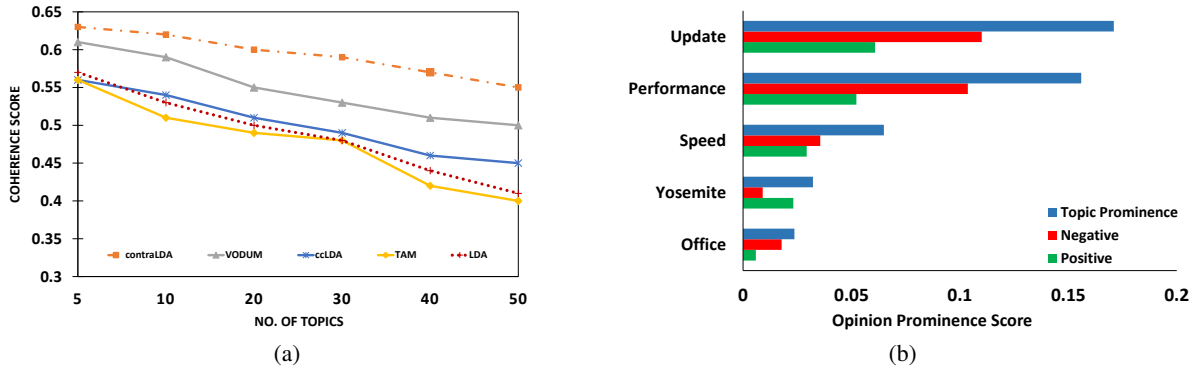 0.65
0.6
0.55
0.5
0.45
0.4
0.35
0.3
COHERENCE SCORE
contraLDA VODUM ccLDA TAM LDA
5 10 20 30 40 50
NO. OF TOPICS
(a)
Update
Performance
Speed
Yosemite
Office
Topic Prominence
Negative
Positive
0 0.05 0.1 0.15 0.2
Opinion Prominence Score
(b)